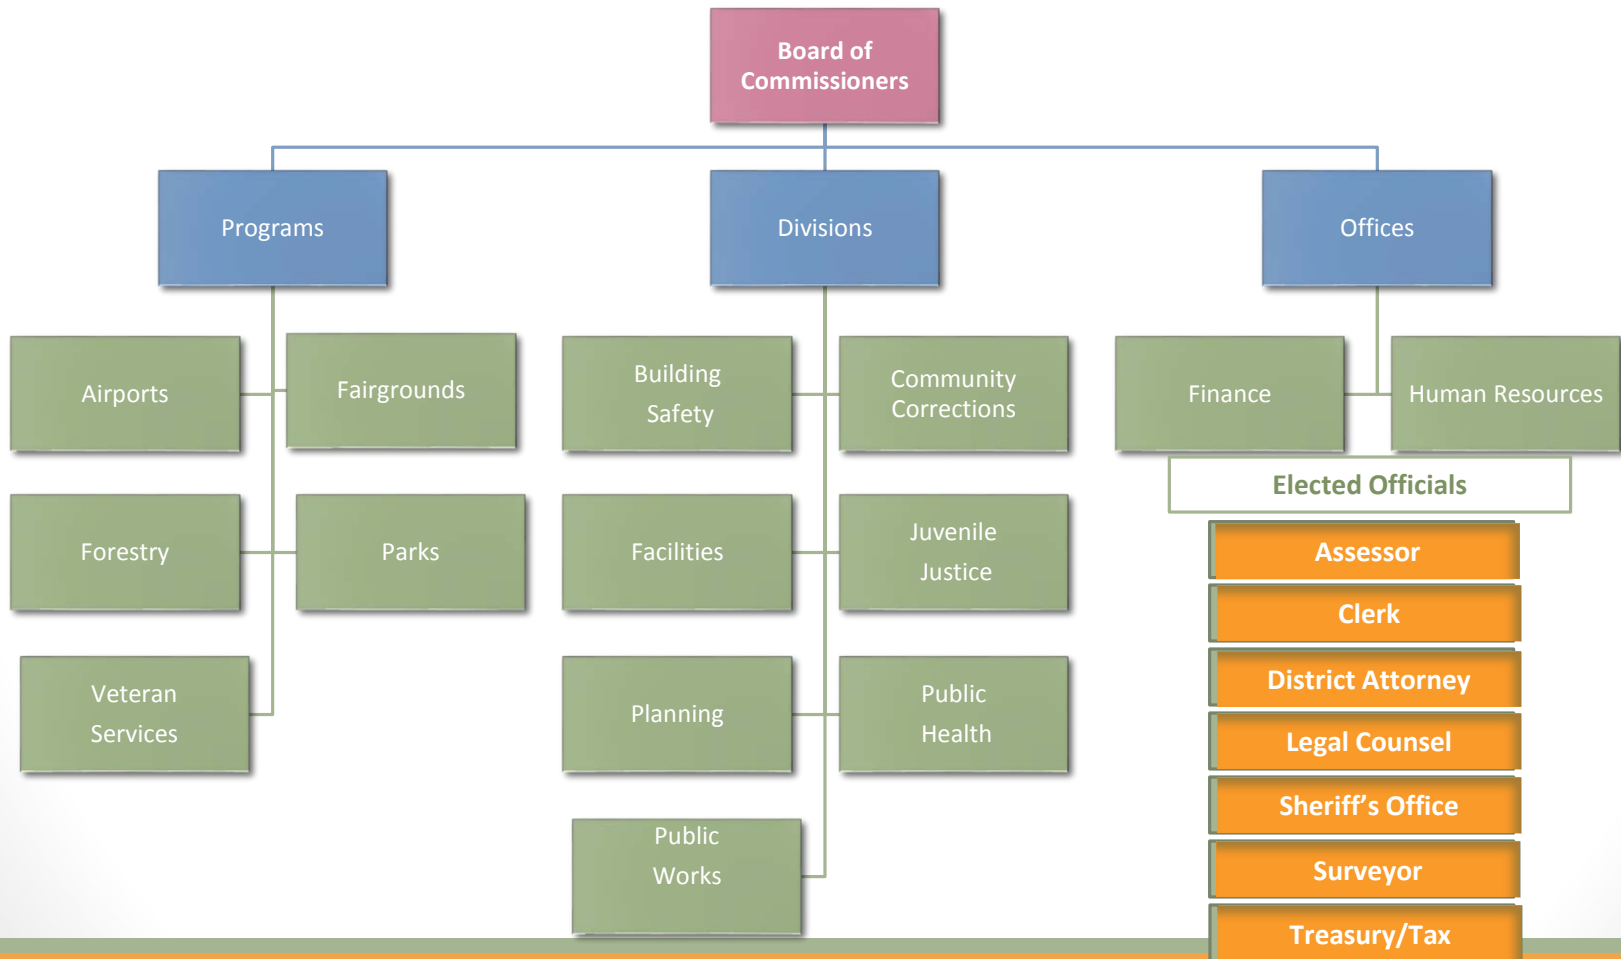 Board of
Commissioners
Programs
Divisions
Offices
Airports
Fairgrounds
Forestry
Parks
Veteran
Services
Building
Safety
Community
Corrections
Facilities
Juvenile
Justice
Planning
Public
Health
Public
Works
Finance
Human Resources
Elected Officials
Assessor
Clerk
District Attorney
Legal Counsel
Sheriff’s Office
Surveyor
Treasury/Tax